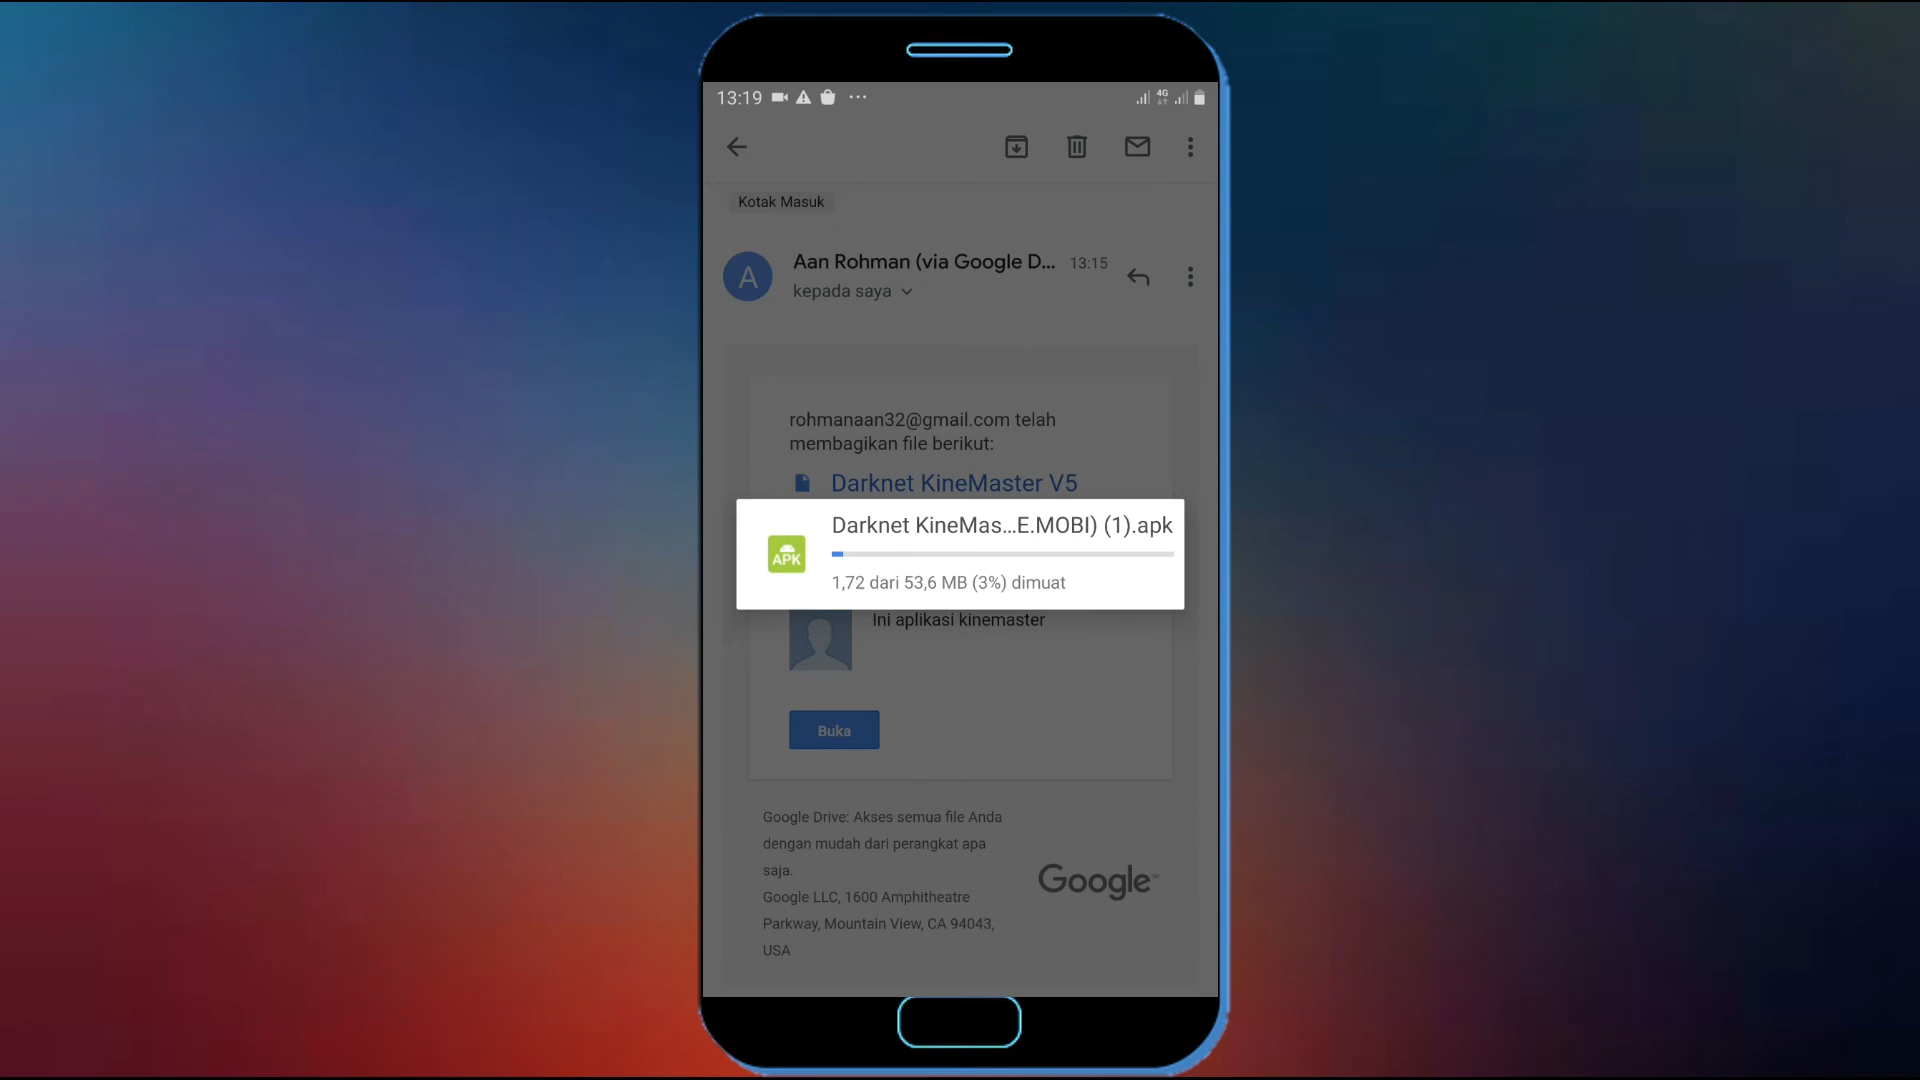 13:19
4G
Kotak Masuk
A
Aan Rohman (via Google D... 13:15
kepada saya
rohmanaan32@gmail.com telah
membagikan file berikut:
Darknet KineMaster V5
Darknet KineMas...E.MOBI) (1).apk
APK
1,72 dari 53,6 MB (3%) dimuat
Ini aplikasi kinemaster
Buka
Google Drive: Akses semua file Anda
dengan mudah dari perangkat apa
saja.
Google LLC, 1600 Amphitheatre
Parkway, Mountain View, CA 94043,
USA
Google™